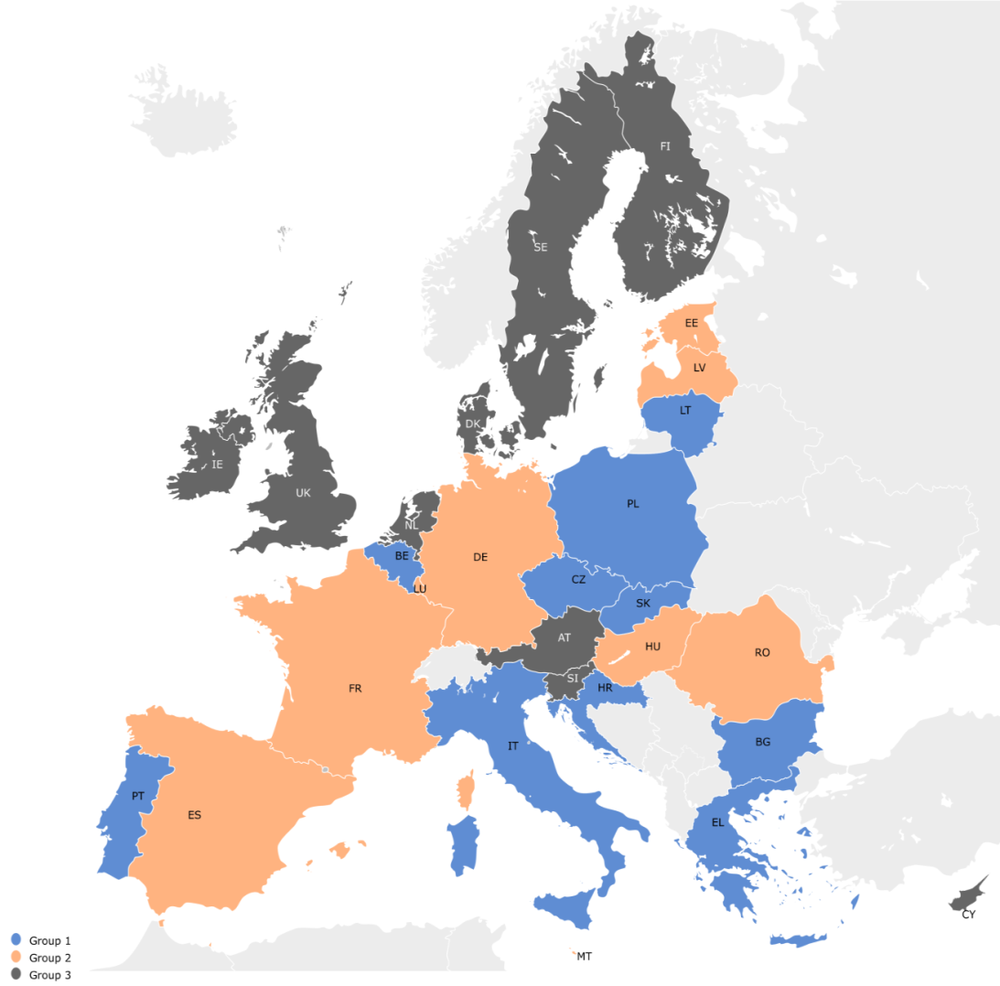 FI
SE
EE
LV
LT
DK
IE
UK
PL
NL
BE
DE
CZ
LU
SK
AT
HU
RO
SI
HR
FR
IT
BG
PT
ES
EL
CY
MT
Group 1
Group 2
Group 3